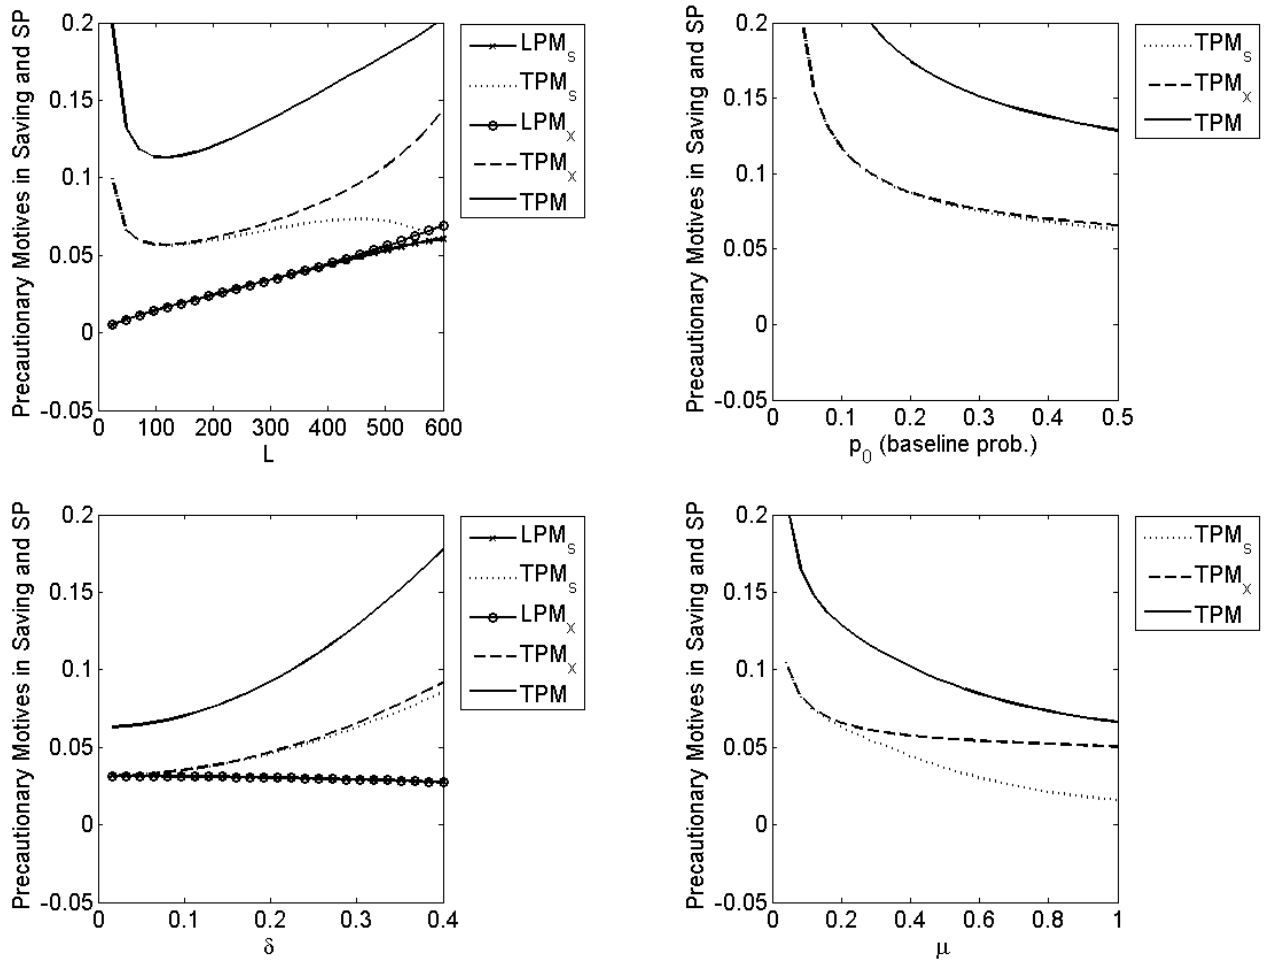 Precautionary Motives in Saving and SP
0.2
0.15
0.1
0.05
0
-0.05
0 100 200 300 400 500 600
L
LPM_S
TPM_S
LPM_X
TPM_X
TPM
Precautionary Motives in Saving and SP
0.2
0.15
0.1
0.05
0
-0.05
0 0.1 0.2 0.3 0.4 0.5
p_0 (baseline prob.)
TPM_S
TPM_X
TPM
Precautionary Motives in Saving and SP
0.2
0.15
0.1
0.05
0
-0.05
0 0.1 0.2 0.3 0.4
δ
LPM_S
TPM_S
LPM_X
TPM_X
TPM
Precautionary Motives in Saving and SP
0.2
0.15
0.1
0.05
0
-0.05
0 0.2 0.4 0.6 0.8 1
μ
TPM_S
TPM_X
TPM